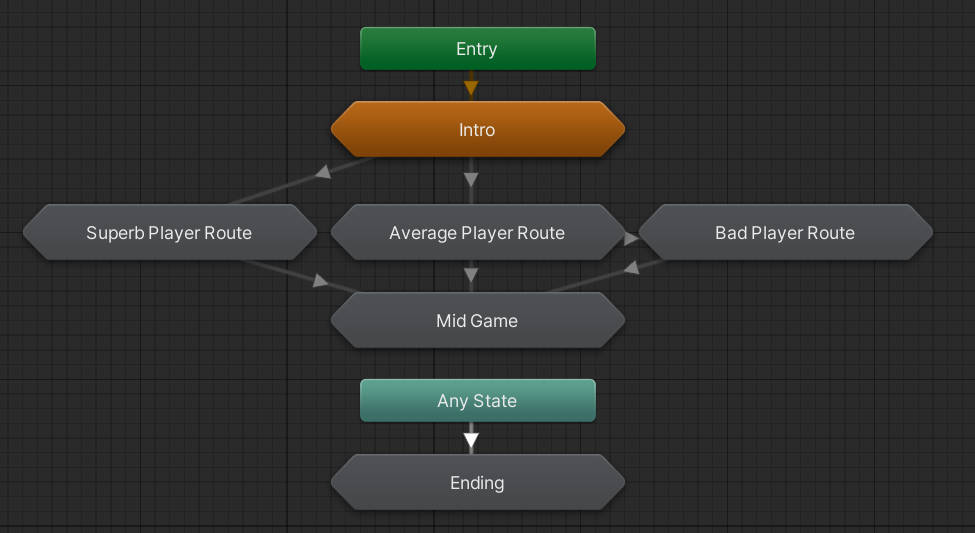 Entry
Intro
Superb Player Route
Average Player Route
Bad Player Route
Mid Game
Any State
Ending